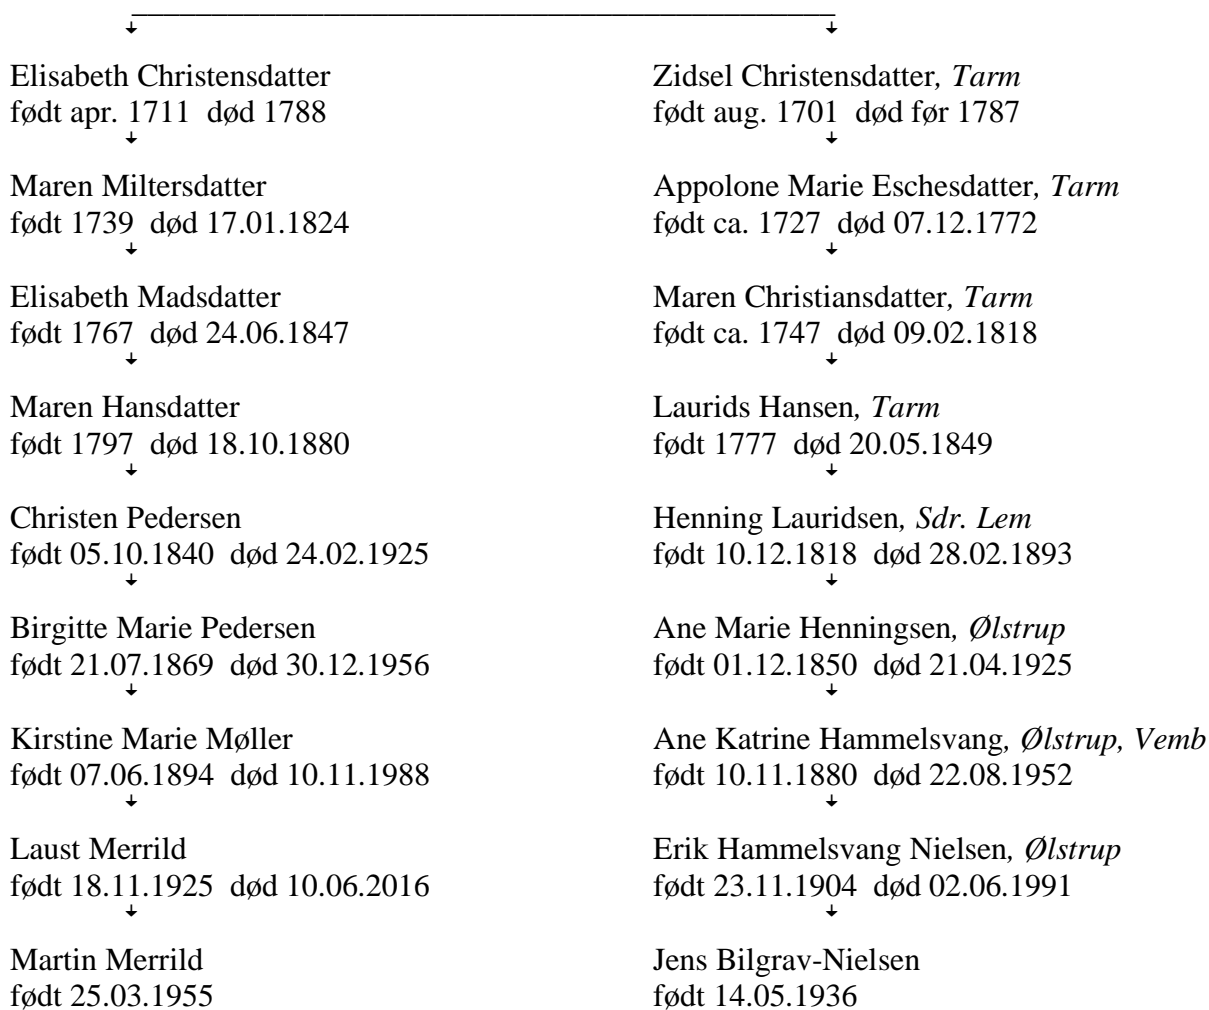 Elisabeth Christensdatter
født apr. 1711 død 1788
Maren Miltersdatter
født 1739 død 17.01.1824
Elisabeth Madsdatter
født 1767 død 24.06.1847
Maren Hansdatter
født 1797 død 18.10.1880
Christen Pedersen
født 05.10.1840 død 24.02.1925
Birgitte Marie Pedersen
født 21.07.1869 død 30.12.1956
Kirstine Marie Møller
født 07.06.1894 død 10.11.1988
Laust Merrild
født 18.11.1925 død 10.06.2016
Martin Merrild
født 25.03.1955
Zidsel Christensdatter, Tarm
født aug. 1701 død før 1787
Appolone Marie Eschesdatter, Tarm
født ca. 1727 død 07.12.1772
Maren Christiansdatter, Tarm
født ca. 1747 død 09.02.1818
Laurids Hansen, Tarm
født 1777 død 20.05.1849
Henning Lauridsen, Sdr. Lem
født 10.12.1818 død 28.02.1893
Ane Marie Henningsen, Ølstrup
født 01.12.1850 død 21.04.1925
Ane Katrine Hammelsvang, Ølstrup, Vemb
født 10.11.1880 død 22.08.1952
Erik Hammelsvang Nielsen, Ølstrup
født 23.11.1904 død 02.06.1991
Jens Bilgrav-Nielsen
født 14.05.1936